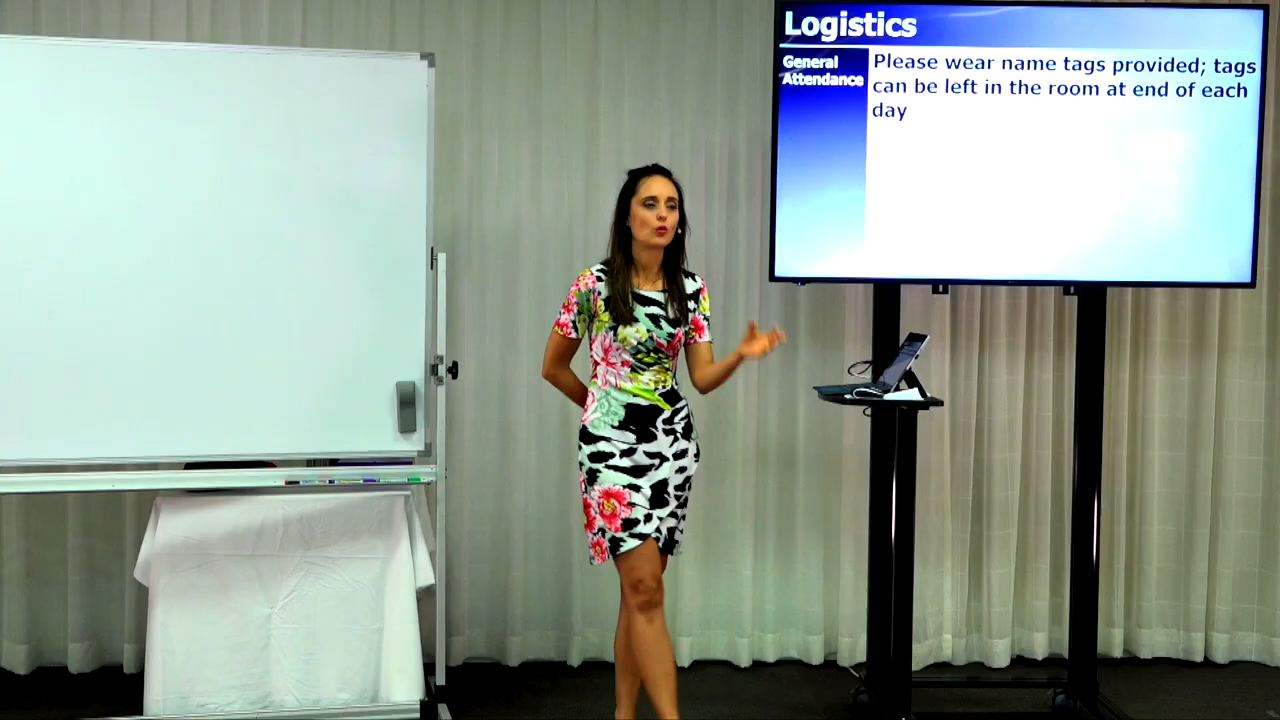 Logistics
General
Attendance
Please wear name tags provided; tags
can be left in the room at end of each
day